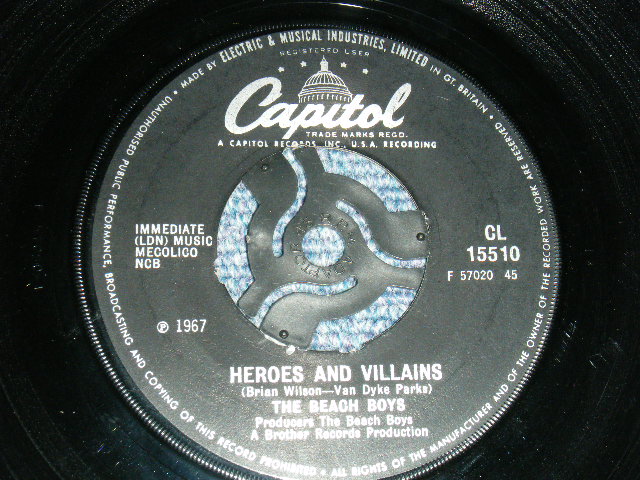 MADE BY ELECTRIC & MUSICAL INDUSTRIES, LIMITED IN GT. BRITAIN • ALL RIGHTS OF THE MANUFACTURER AND OF THE OWNER OF THE RECORDED WORK ARE RESERVED
UNAUTHORISED PUBLIC PERFORMANCE, BROADCASTING AND COPYING OF THIS RECORD PROHIBITED •
REGISTERED USER
Capitol
TRADE MARKS REGD.
A CAPITOL RECORDS, INC., U.S.A. RECORDING
IMMEDIATE
(LDN) MUSIC
MECOLICO
NCB
CL
15510
F 57020 45
℗ 1967
HEROES AND VILLAINS
(Brian Wilson—Van Dyke Parks)
THE BEACH BOYS
Producers The Beach Boys
A Brother Records Production